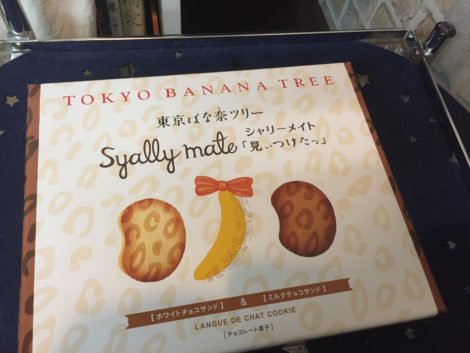 TOKYO BANANA TREE
東京ばな奈ツリー
Syally mate シャリーメイト
「見ぃつけたっ」
【ホワイトチョコサンド】 & 【ミルクチョコサンド】
LANGUE DE CHAT COOKIE
[チョコレート菓子]